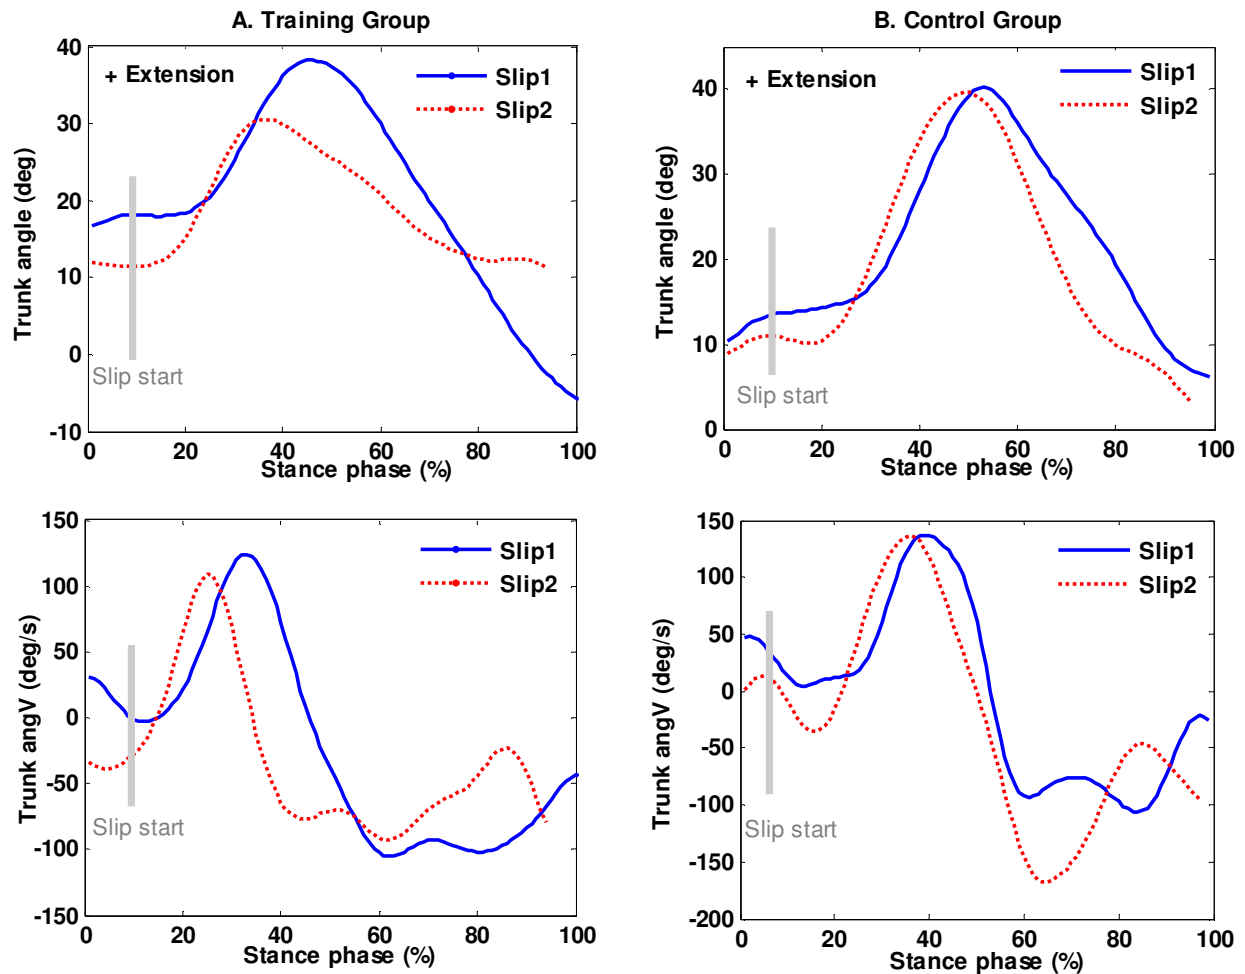 A. Training Group
40
30
20
10
0
-10
Trunk angle (deg)
+ Extension
Slip1
Slip2
Slip start
0 20 40 60 80 100
Stance phase (%)
B. Control Group
40
30
20
10
0
Trunk angle (deg)
+ Extension
Slip1
Slip2
Slip start
0 20 40 60 80 100
Stance phase (%)
150
100
50
0
-50
-100
-150
Trunk angV (deg/s)
Slip1
Slip2
Slip start
0 20 40 60 80 100
Stance phase (%)
150
100
50
0
-50
-100
-150
-200
Trunk angV (deg/s)
Slip1
Slip2
Slip start
0 20 40 60 80 100
Stance phase (%)